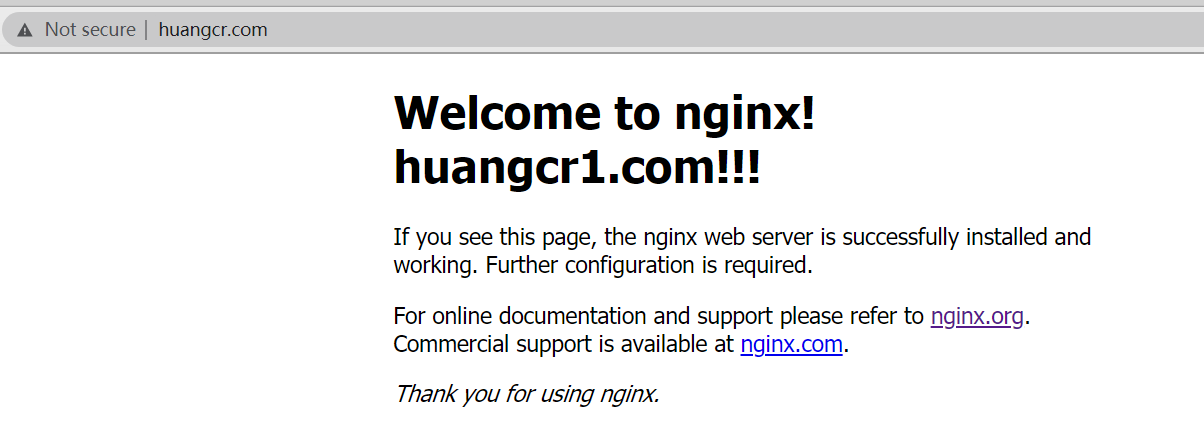 Not secure | huangcr.com
Welcome to nginx!
huangcr1.com!!!
If you see this page, the nginx web server is successfully installed and
working. Further configuration is required.
For online documentation and support please refer to nginx.org.
Commercial support is available at nginx.com.
Thank you for using nginx.